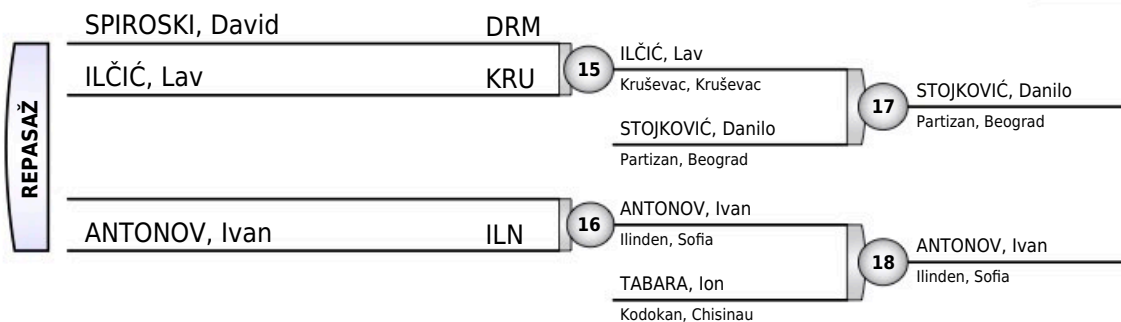 SPIROSKI, David DRM
ILČIĆ, Lav KRU
15
ILČIĆ, Lav
Kruševac, Kruševac
17
STOJKOVIĆ, Danilo
Partizan, Beograd
STOJKOVIĆ, Danilo
Partizan, Beograd
REPASAŽ
ANTONOV, Ivan ILN
16
ANTONOV, Ivan
Ilinden, Sofia
18
ANTONOV, Ivan
Ilinden, Sofia
TABARA, Ion
Kodokan, Chisinau